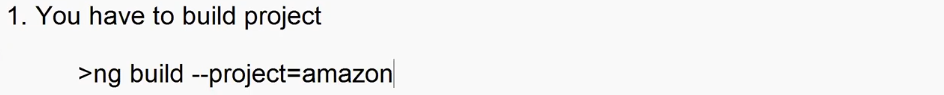 1. You have to build project
>ng build --project=amazon